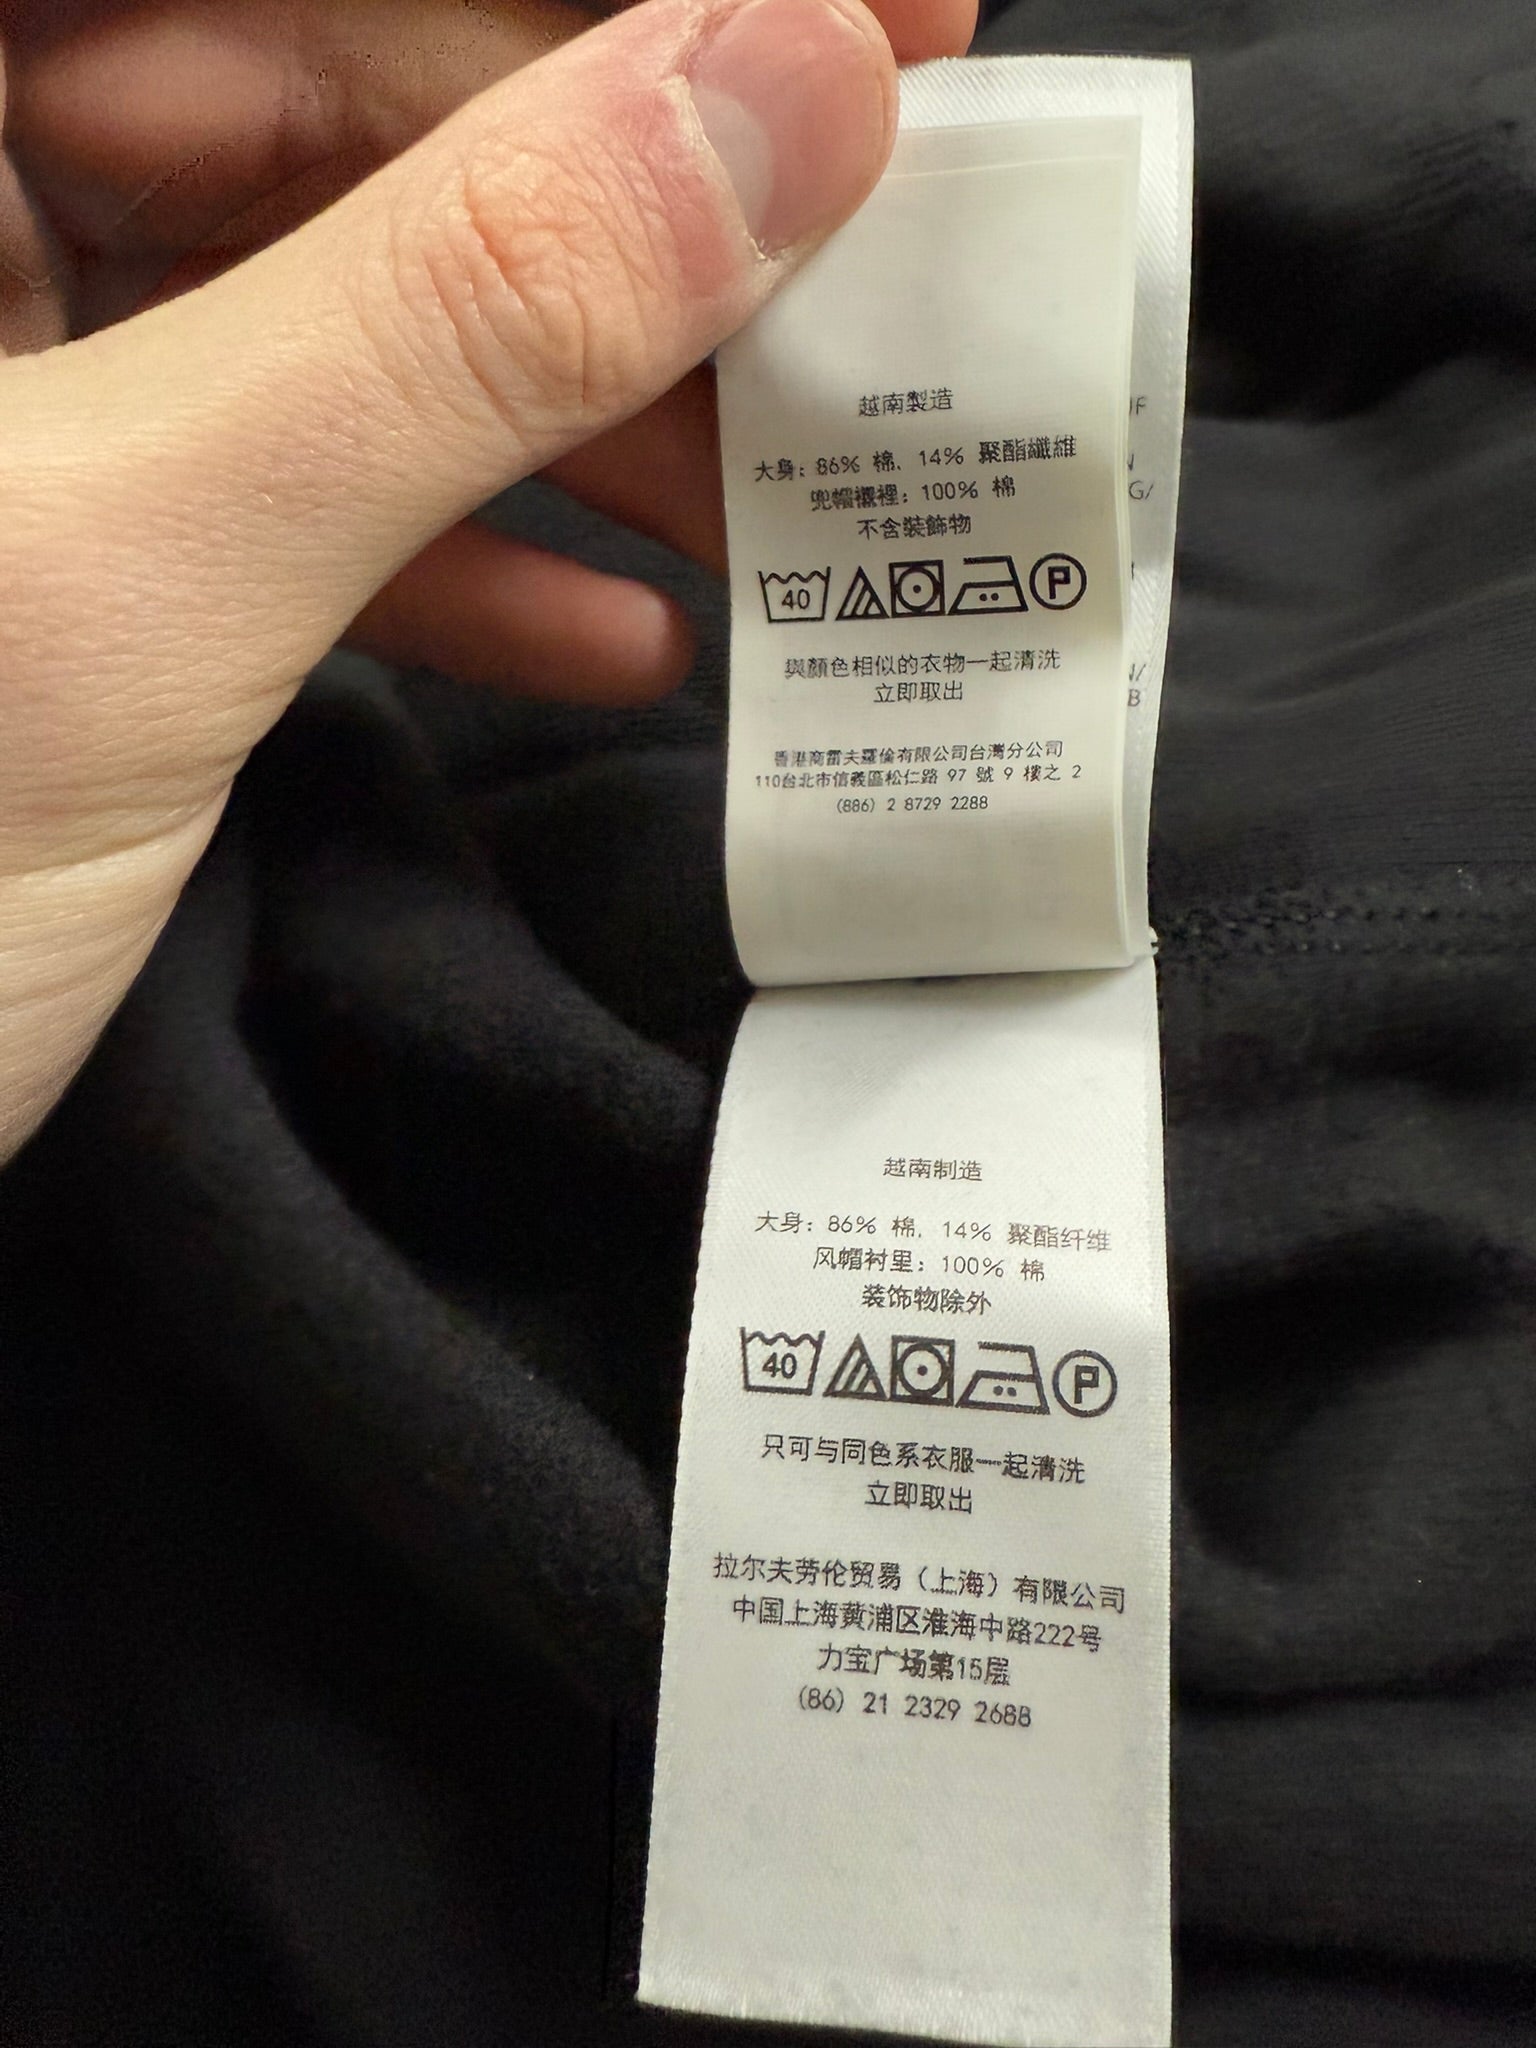 越南製造
大身：86% 棉，14% 聚酯纖維
兜帽襯裡：100% 棉
不含裝飾物
40
P
與顏色相似的衣物一起清洗
立即取出
香港商雷夫羅倫有限公司台灣分公司
110台北市信義區松仁路 97 號 9 樓之 2
(886) 2 8729 2288
G/
B
越南制造
大身：86% 棉，14% 聚酯纤维
风帽衬里：100% 棉
装饰物除外
40
P
只可与同色系衣服一起清洗
立即取出
拉尔夫劳伦贸易（上海）有限公司
中国上海黄浦区淮海中路222号
力宝广场第15层
(86) 21 2329 2688